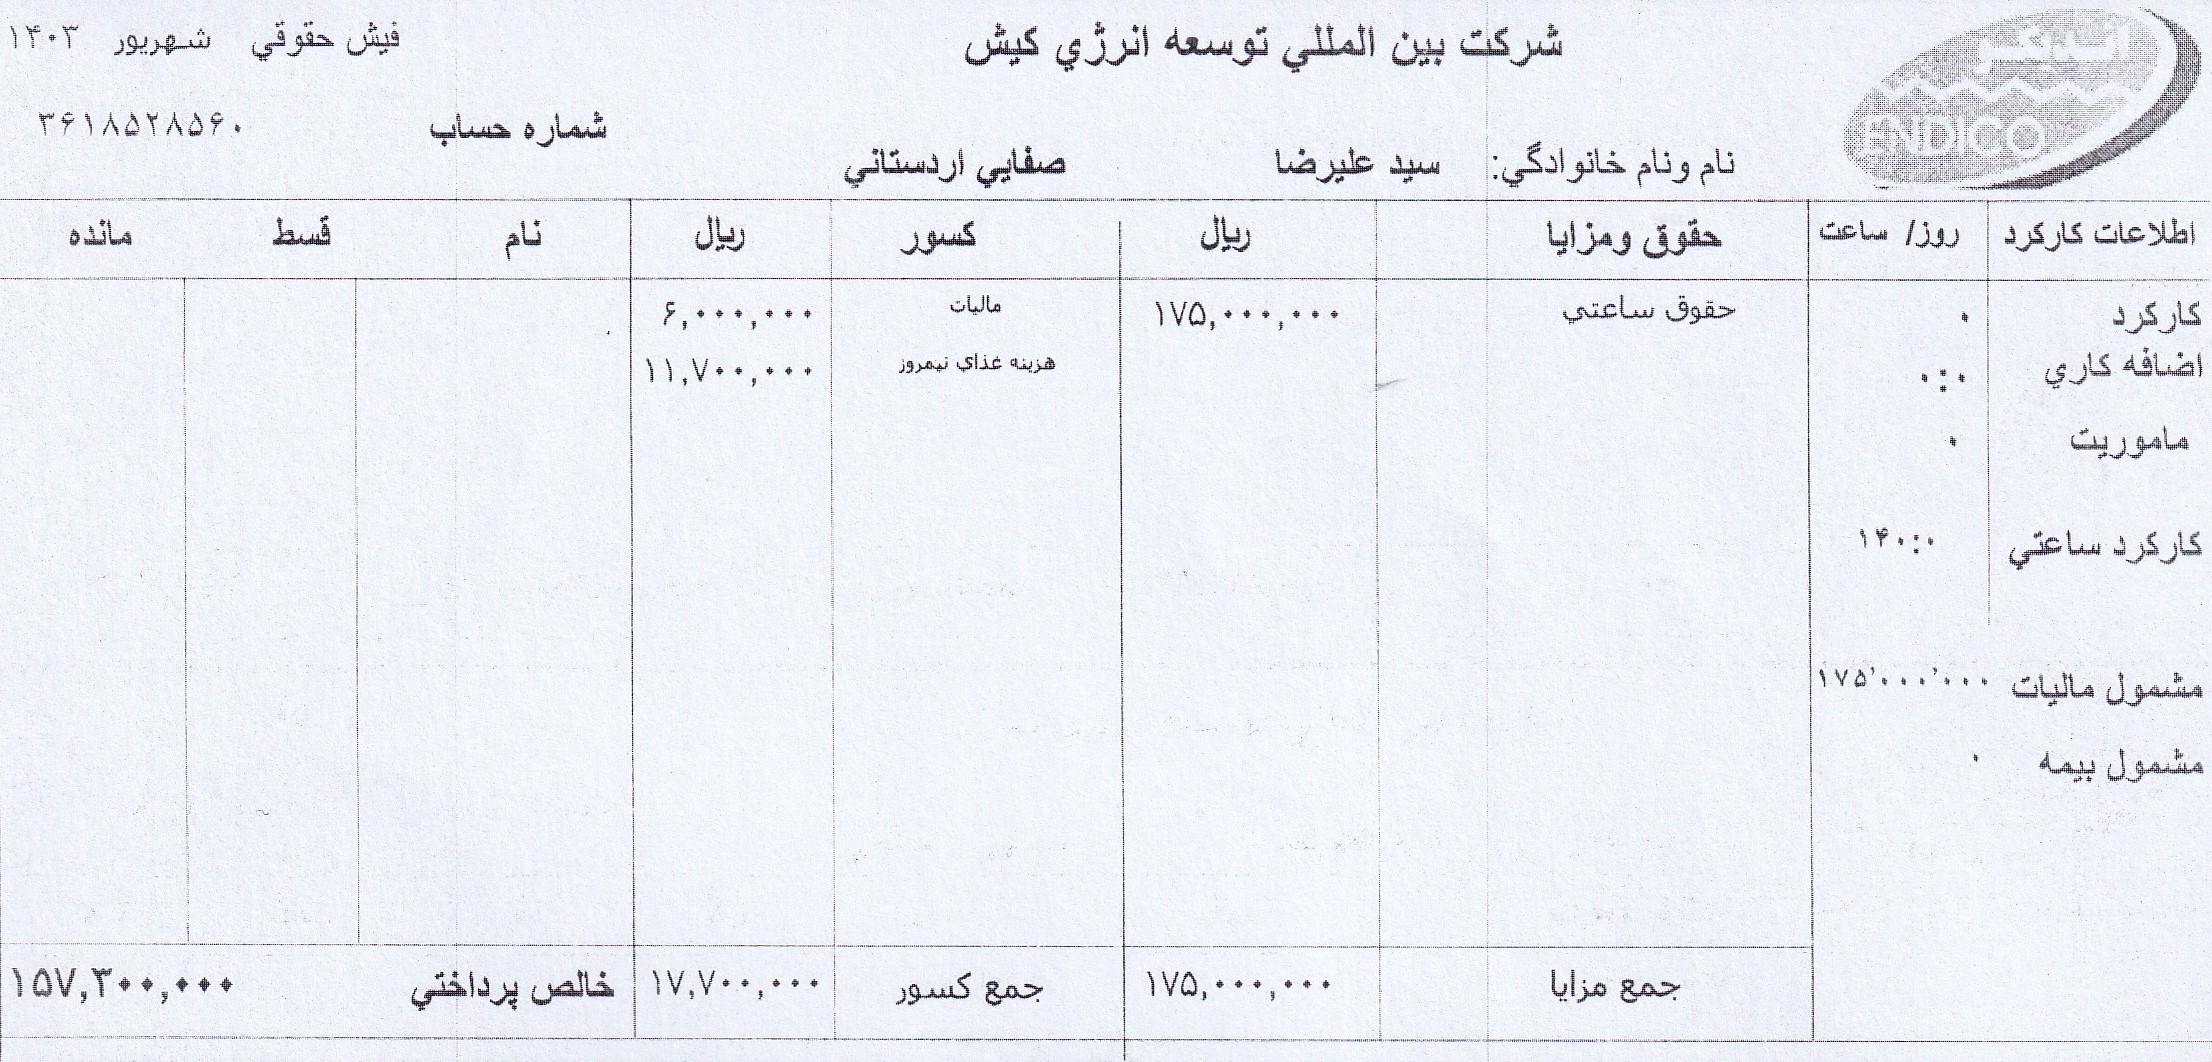 شركت بين المللي توسعه انرژي كيش
فيش حقوقي شهريور ۱۴۰۳
ENDICO
شماره حساب ۳۶۱۸۵۲۸۵۶۰
نام ونام خانوادگي: سيد عليرضا صفايي اردستاني
اطلاعات كاركرد روز/ ساعت حقوق ومزايا ريال كسور ريال نام قسط مانده
كاركرد ۰ حقوق ساعتي ۱۷۵,۰۰۰,۰۰۰ ماليات ۶,۰۰۰,۰۰۰
اضافه كاري ۰:۰ هزينه غذاي نيمروز ۱۱,۷۰۰,۰۰۰
ماموريت ۰
كاركرد ساعتي ۱۴۰:۰
مشمول ماليات ۱۷۵٬۰۰۰٬۰۰۰
مشمول بيمه ۰
جمع مزايا ۱۷۵,۰۰۰,۰۰۰ جمع كسور ۱۷,۷۰۰,۰۰۰ خالص پرداختي ۱۵۷,۳۰۰,۰۰۰